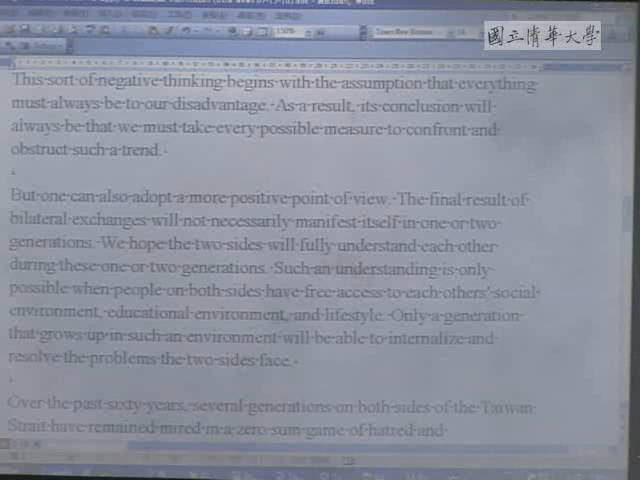 國立清華大學
150%
Times New Roman
This sort of negative thinking begins with the assumption that everything
must always be to our disadvantage. As a result, its conclusion will
always be that we must take every possible measure to confront and
obstruct such a trend.
But one can also adopt a more positive point of view. The final result of
bilateral exchanges will not necessarily manifest itself in one or two
generations. We hope the two sides will fully understand each other
during these one or two generations. Such an understanding is only
possible when people on both sides have free access to each others' social
environment, educational environment, and lifestyle. Only a generation
that grows up in such an environment will be able to internalize and
resolve the problems the two sides face.
Over the past sixty years, several generations on both sides of the Taiwan
Strait have remained mired in a zero sum game of hatred and